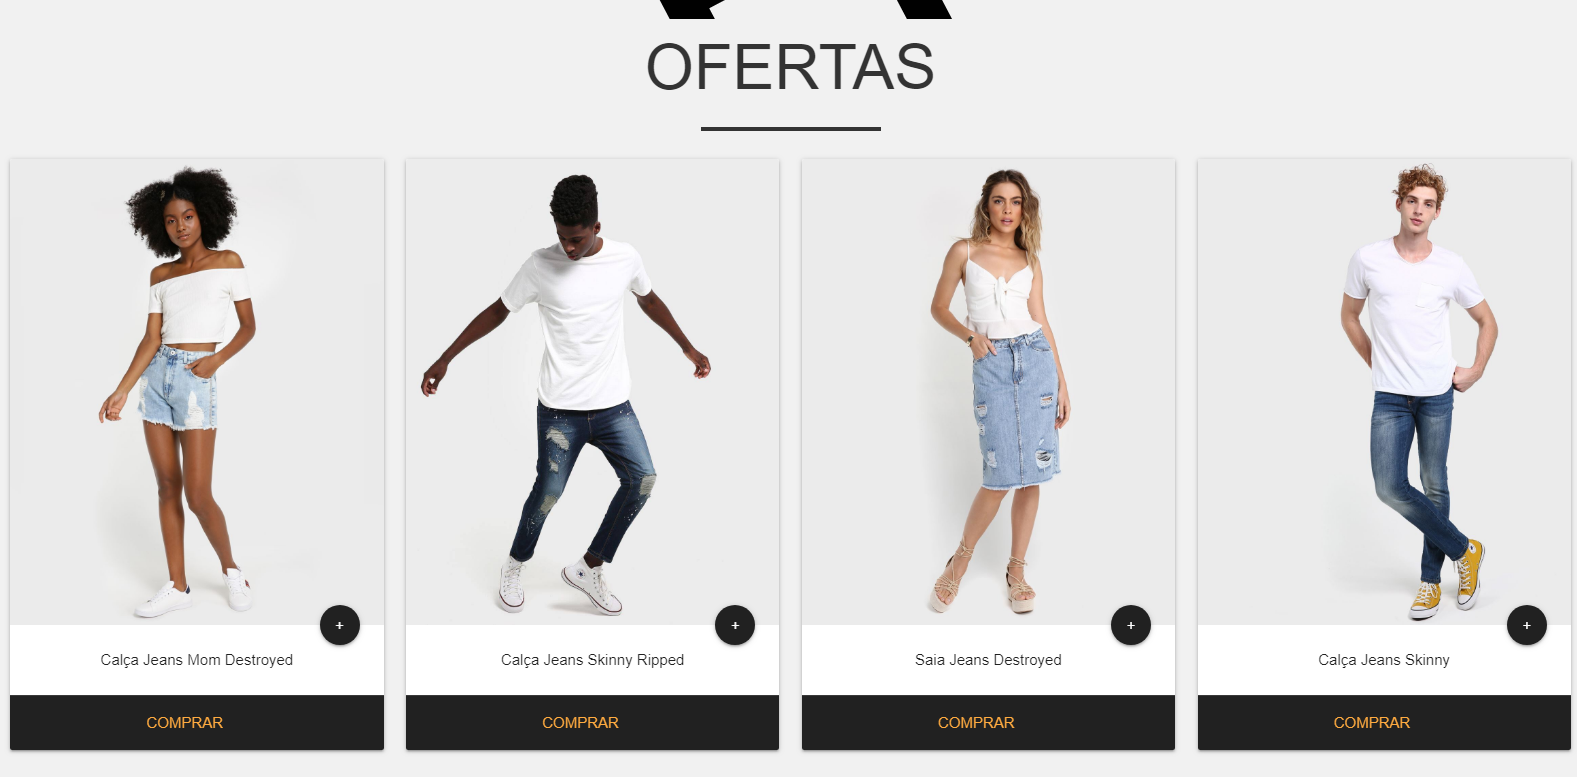 OFERTAS
+
+
+
+
Calça Jeans Mom Destroyed
Calça Jeans Skinny Ripped
Saia Jeans Destroyed
Calça Jeans Skinny
COMPRAR
COMPRAR
COMPRAR
COMPRAR